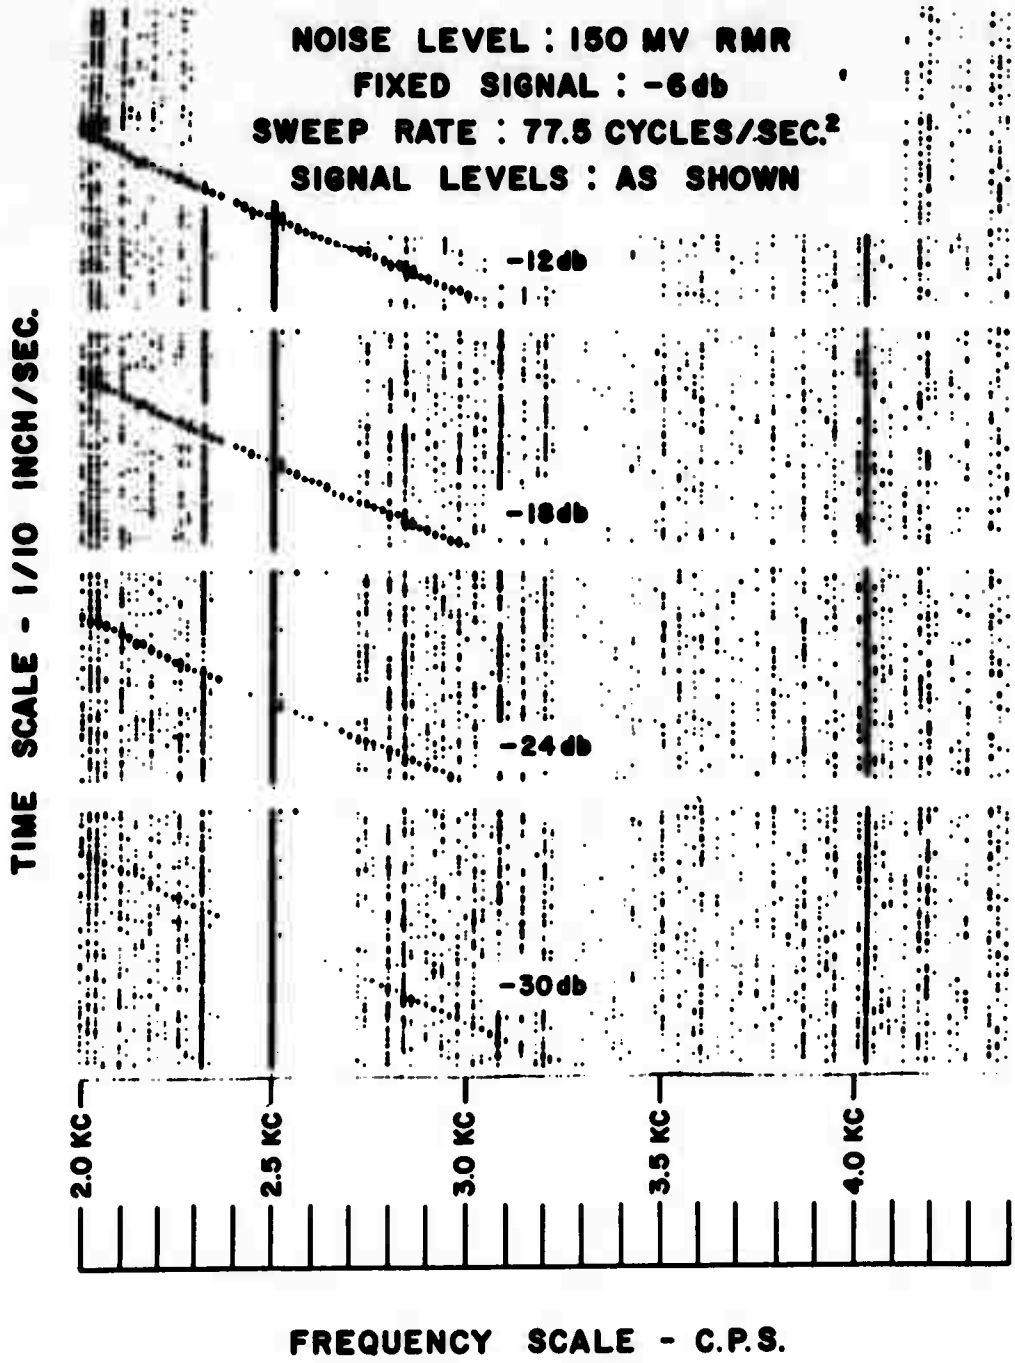 NOISE LEVEL : 150 MV RMR
FIXED SIGNAL : -6db
SWEEP RATE : 77.5 CYCLES/SEC.²
SIGNAL LEVELS : AS SHOWN
-12db
-18db
-24db
-30db
TIME SCALE - 1/10 INCH/SEC.
2.0 KC
2.5 KC
3.0 KC
3.5 KC
4.0 KC
FREQUENCY SCALE - C.P.S.